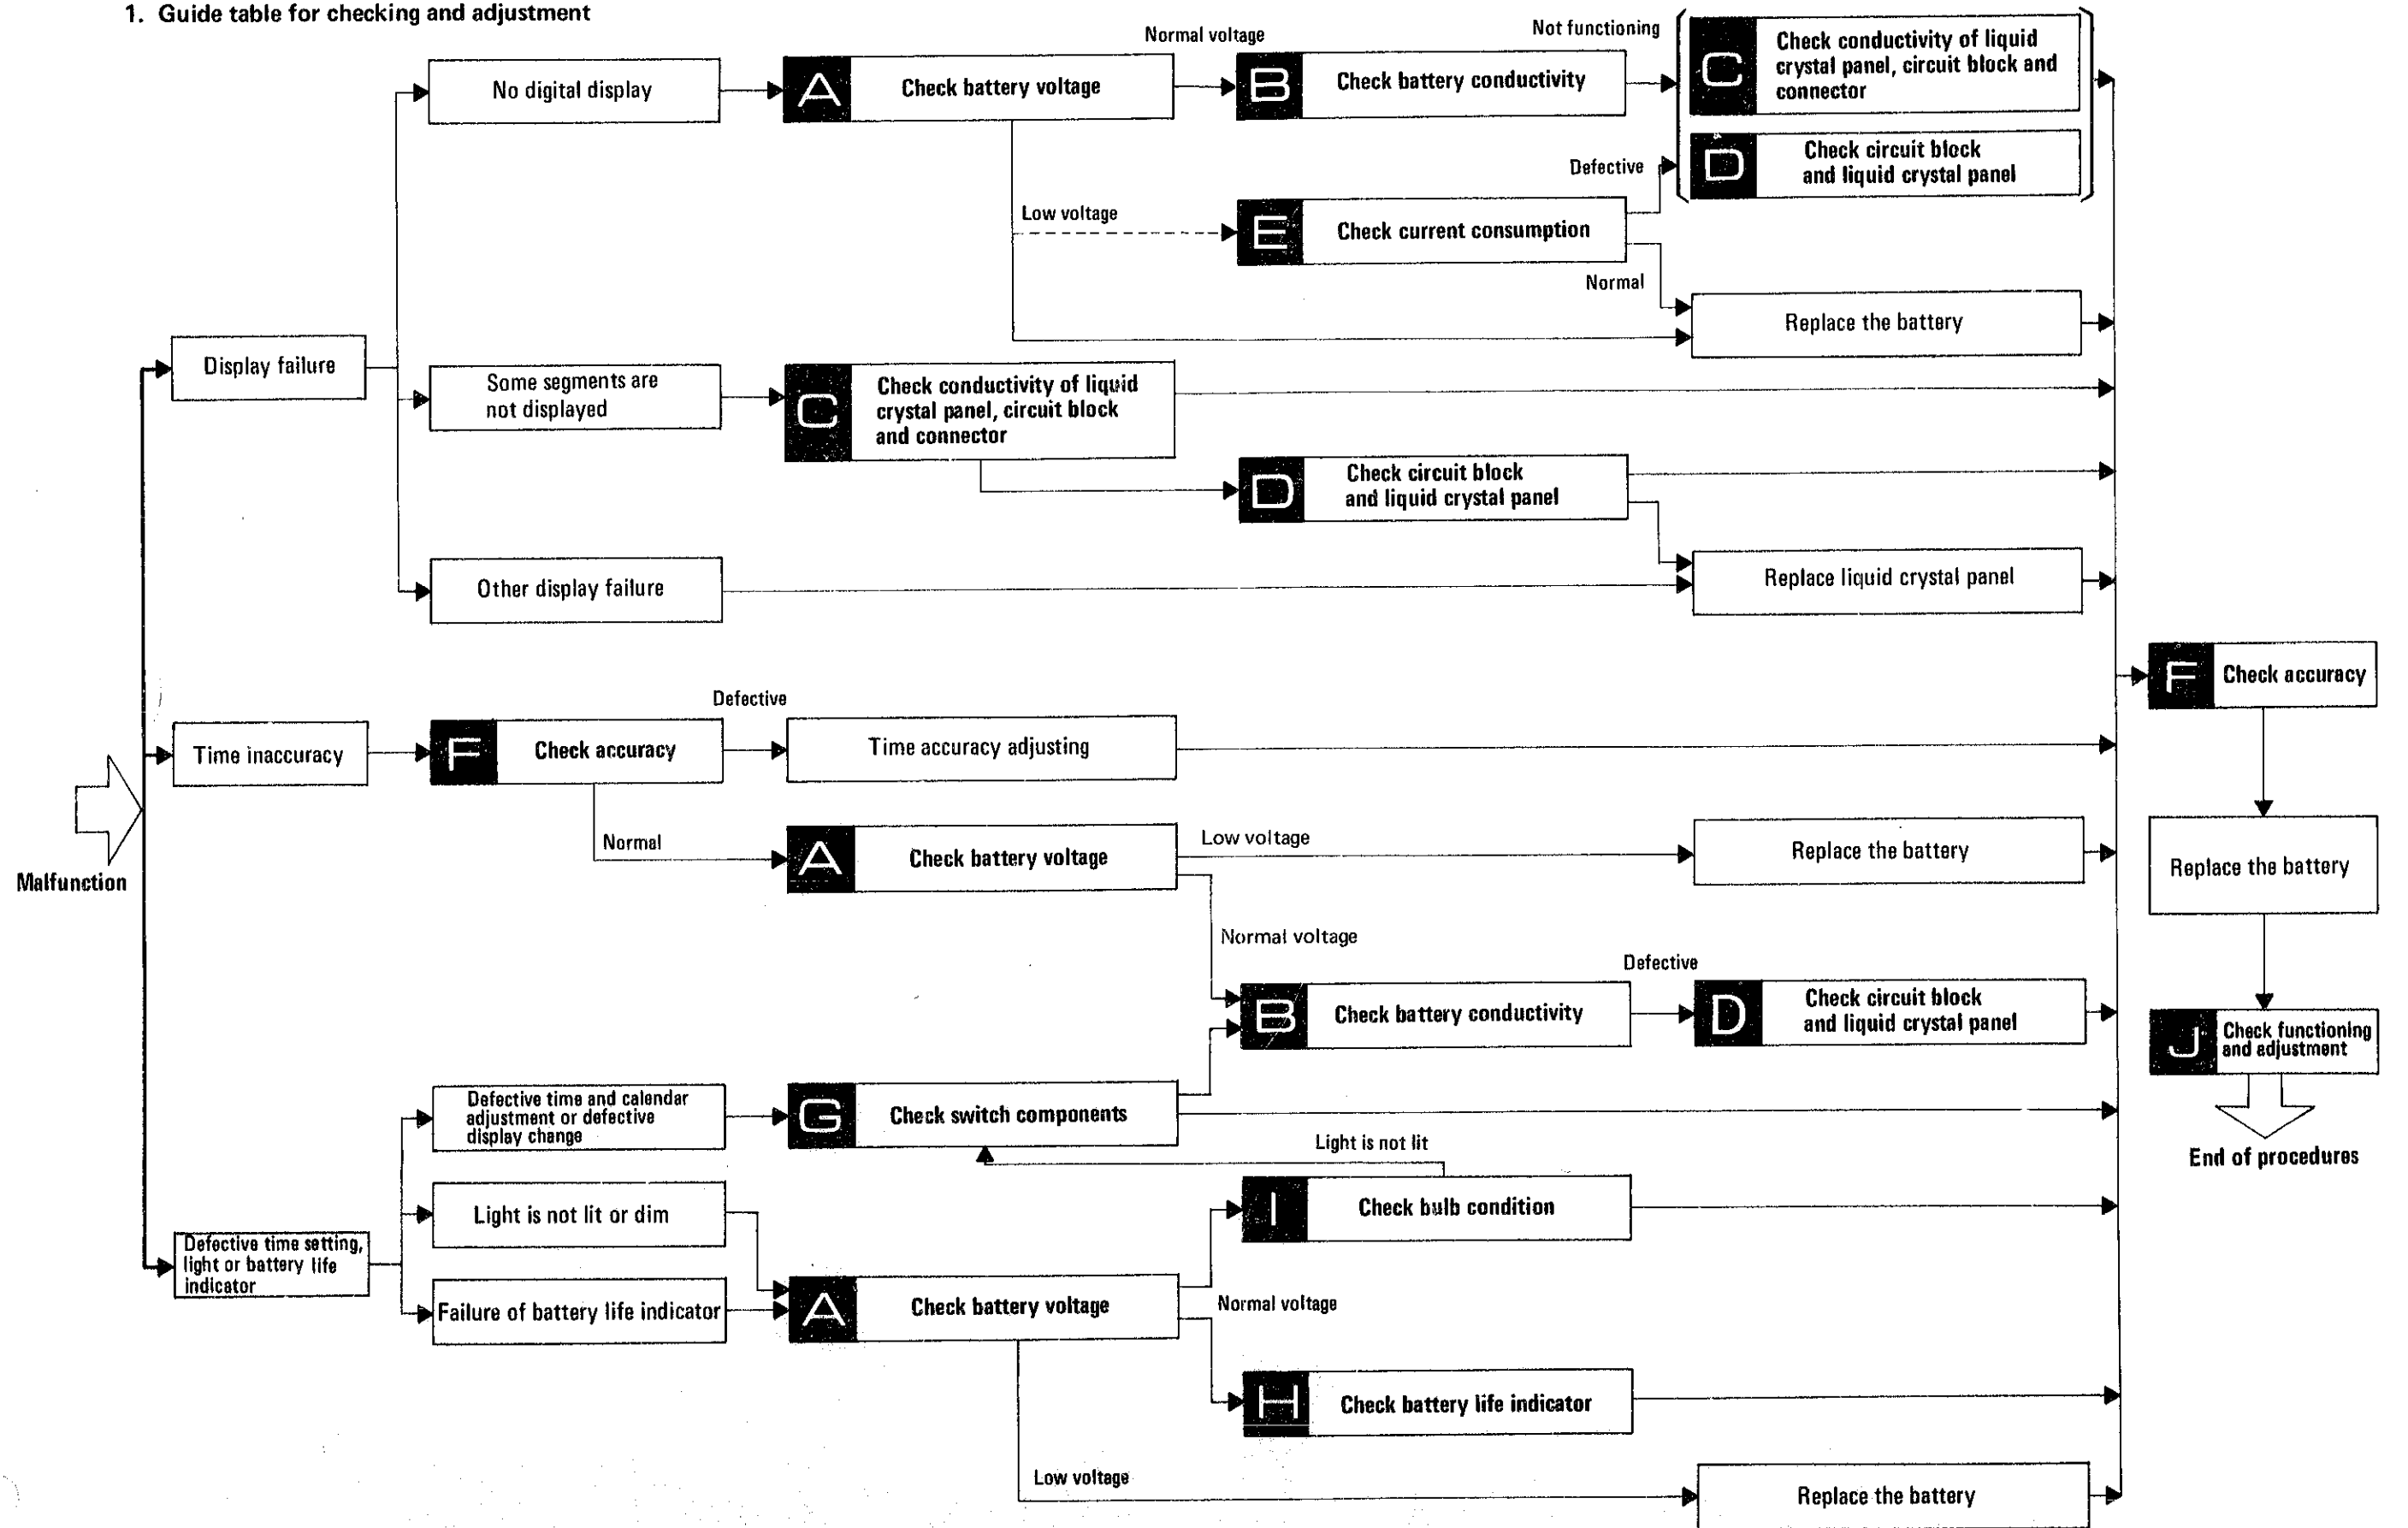 1. Guide table for checking and adjustment
Normal voltage
Not functioning
No digital display
A Check battery voltage
B Check battery conductivity
C Check conductivity of liquid
crystal panel, circuit block and
connector
Defective
D Check circuit block
and liquid crystal panel
Low voltage
E Check current consumption
Normal
Replace the battery
Display failure
Some segments are
not displayed
C Check conductivity of liquid
crystal panel, circuit block
and connector
D Check circuit block
and liquid crystal panel
Other display failure
Replace liquid crystal panel
Time inaccuracy
F Check accuracy
Defective
Time accuracy adjusting
Normal
A Check battery voltage
Low voltage
Replace the battery
Malfunction
Normal voltage
B Check battery conductivity
Defective
D Check circuit block
and liquid crystal panel
Defective time and calendar
adjustment or defective
display change
G Check switch components
Light is not lit
Light is not lit or dim
I Check bulb condition
Defective time setting,
light or battery life
indicator
Failure of battery life indicator
A Check battery voltage
Normal voltage
H Check battery life indicator
Low voltage
Replace the battery
F Check accuracy
Replace the battery
J Check functioning
and adjustment
End of procedures